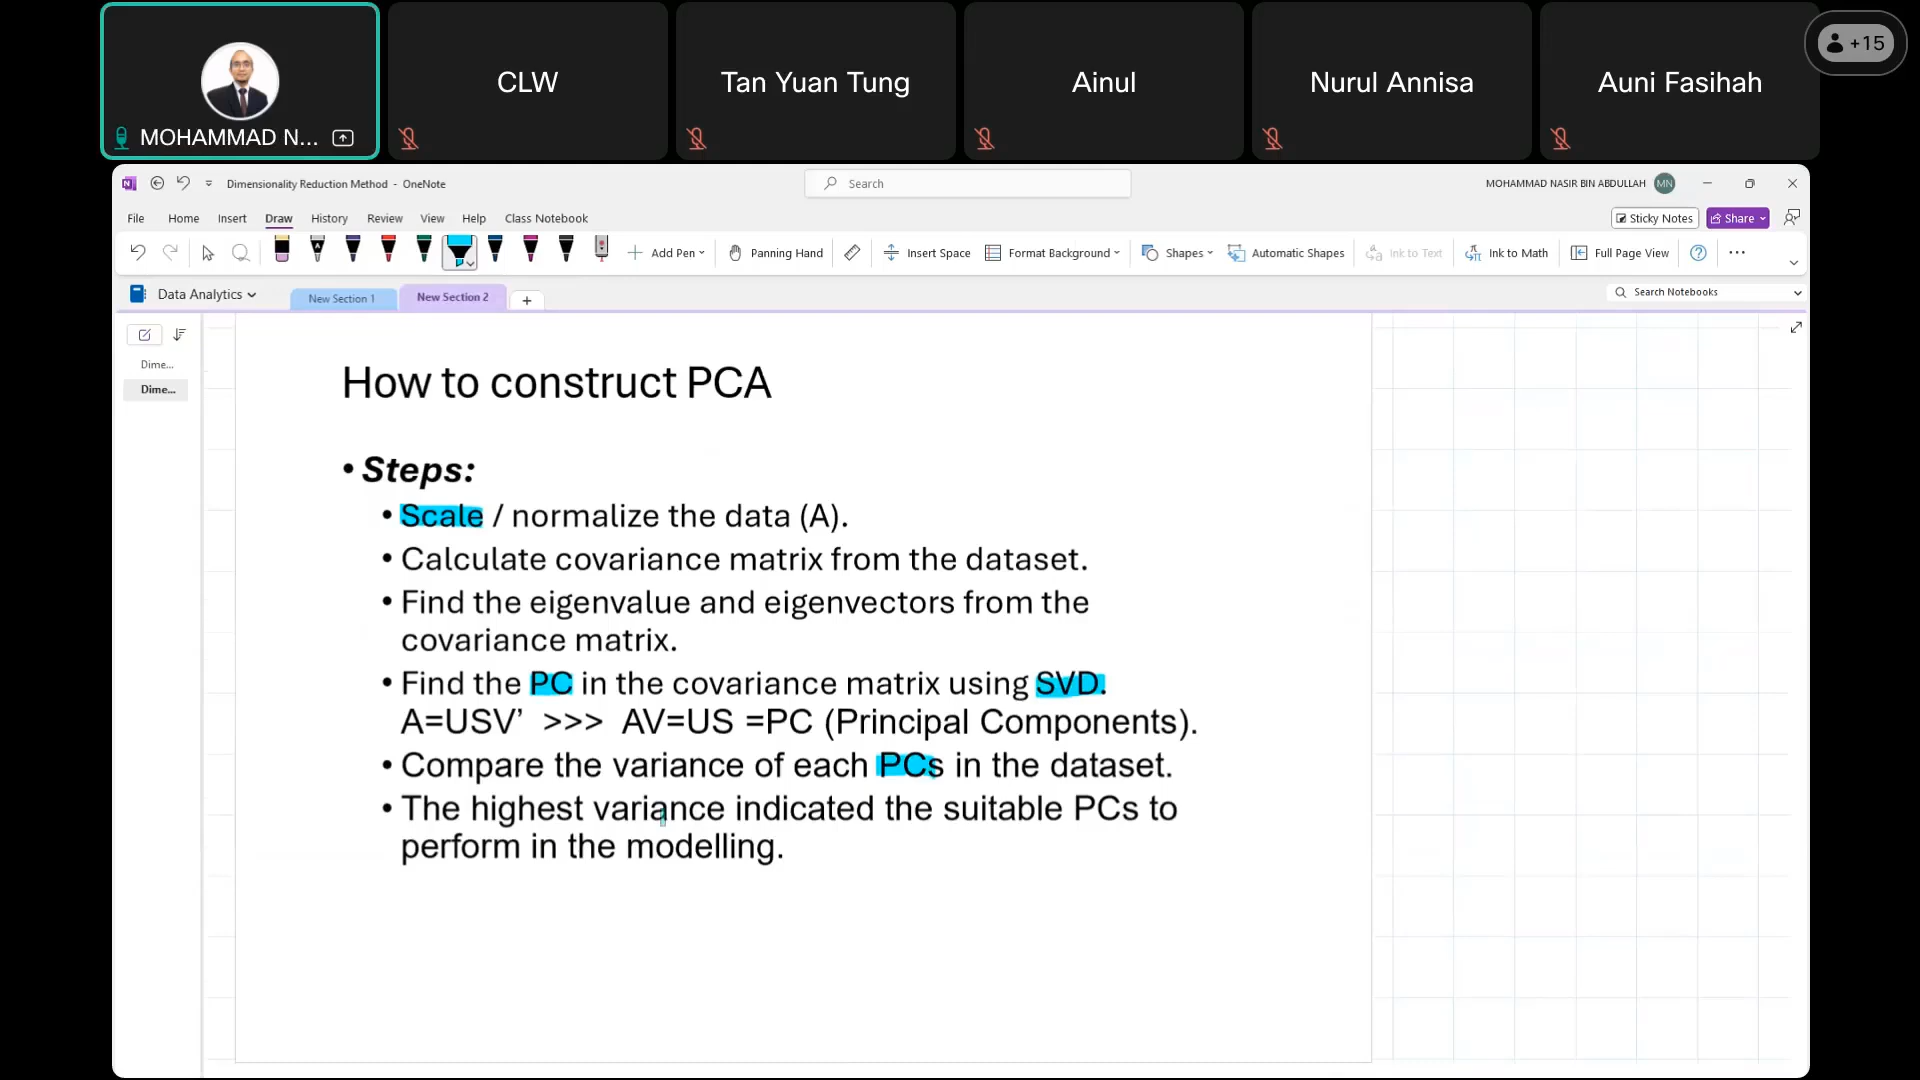 CLW
Tan Yuan Tung
Ainul
Nurul Annisa
Auni Fasihah
+15
MOHAMMAD N...
Dimensionality Reduction Method - OneNote
Search
MOHAMMAD NASIR BIN ABDULLAH
MN
File Home Insert Draw History Review View Help Class Notebook
Sticky Notes
Share
Add Pen
Panning Hand
Insert Space
Format Background
Shapes
Automatic Shapes
Ink to Text
Ink to Math
Full Page View
Data Analytics
New Section 1
New Section 2
Search Notebooks
Dime...
Dime...
How to construct PCA
• Steps:
• Scale / normalize the data (A).
• Calculate covariance matrix from the dataset.
• Find the eigenvalue and eigenvectors from the
covariance matrix.
• Find the PC in the covariance matrix using SVD.
A=USV’ >>> AV=US =PC (Principal Components).
• Compare the variance of each PCs in the dataset.
• The highest variance indicated the suitable PCs to
perform in the modelling.